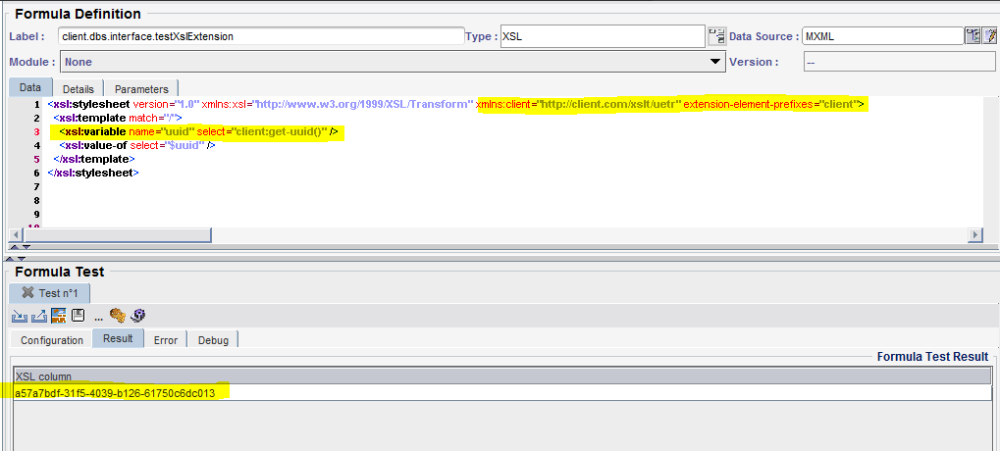 Formula Definition
Label : client.dbs.interface.testXslExtension Type : XSL Data Source : MXML
Module : None Version : --
Data Details Parameters
1 <xsl:stylesheet version="1.0" xmlns:xsl="http://www.w3.org/1999/XSL/Transform" xmlns:client="http://client.com/xslt/uetr" extension-element-prefixes="client">
2 <xsl:template match="/">
3 <xsl:variable name="uuid" select="client:get-uuid()" />
4 <xsl:value-of select="$uuid" />
5 </xsl:template>
6 </xsl:stylesheet>
7
8
9
10
Formula Test
Test n°1
...
Configuration Result Error Debug
Formula Test Result
XSL column
a57a7bdf-31f5-4039-b126-61750c6dc013